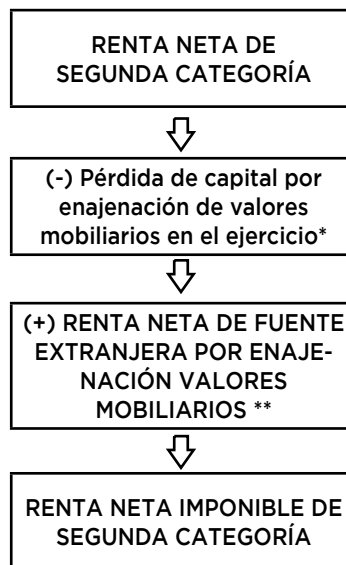 RENTA NETA DE
SEGUNDA CATEGORÍA
(-) Pérdida de capital por
enajenación de valores
mobiliarios en el ejercicio*
(+) RENTA NETA DE FUENTE
EXTRANJERA POR ENAJE-
NACIÓN VALORES
MOBILIARIOS **
RENTA NETA IMPONIBLE DE
SEGUNDA CATEGORÍA